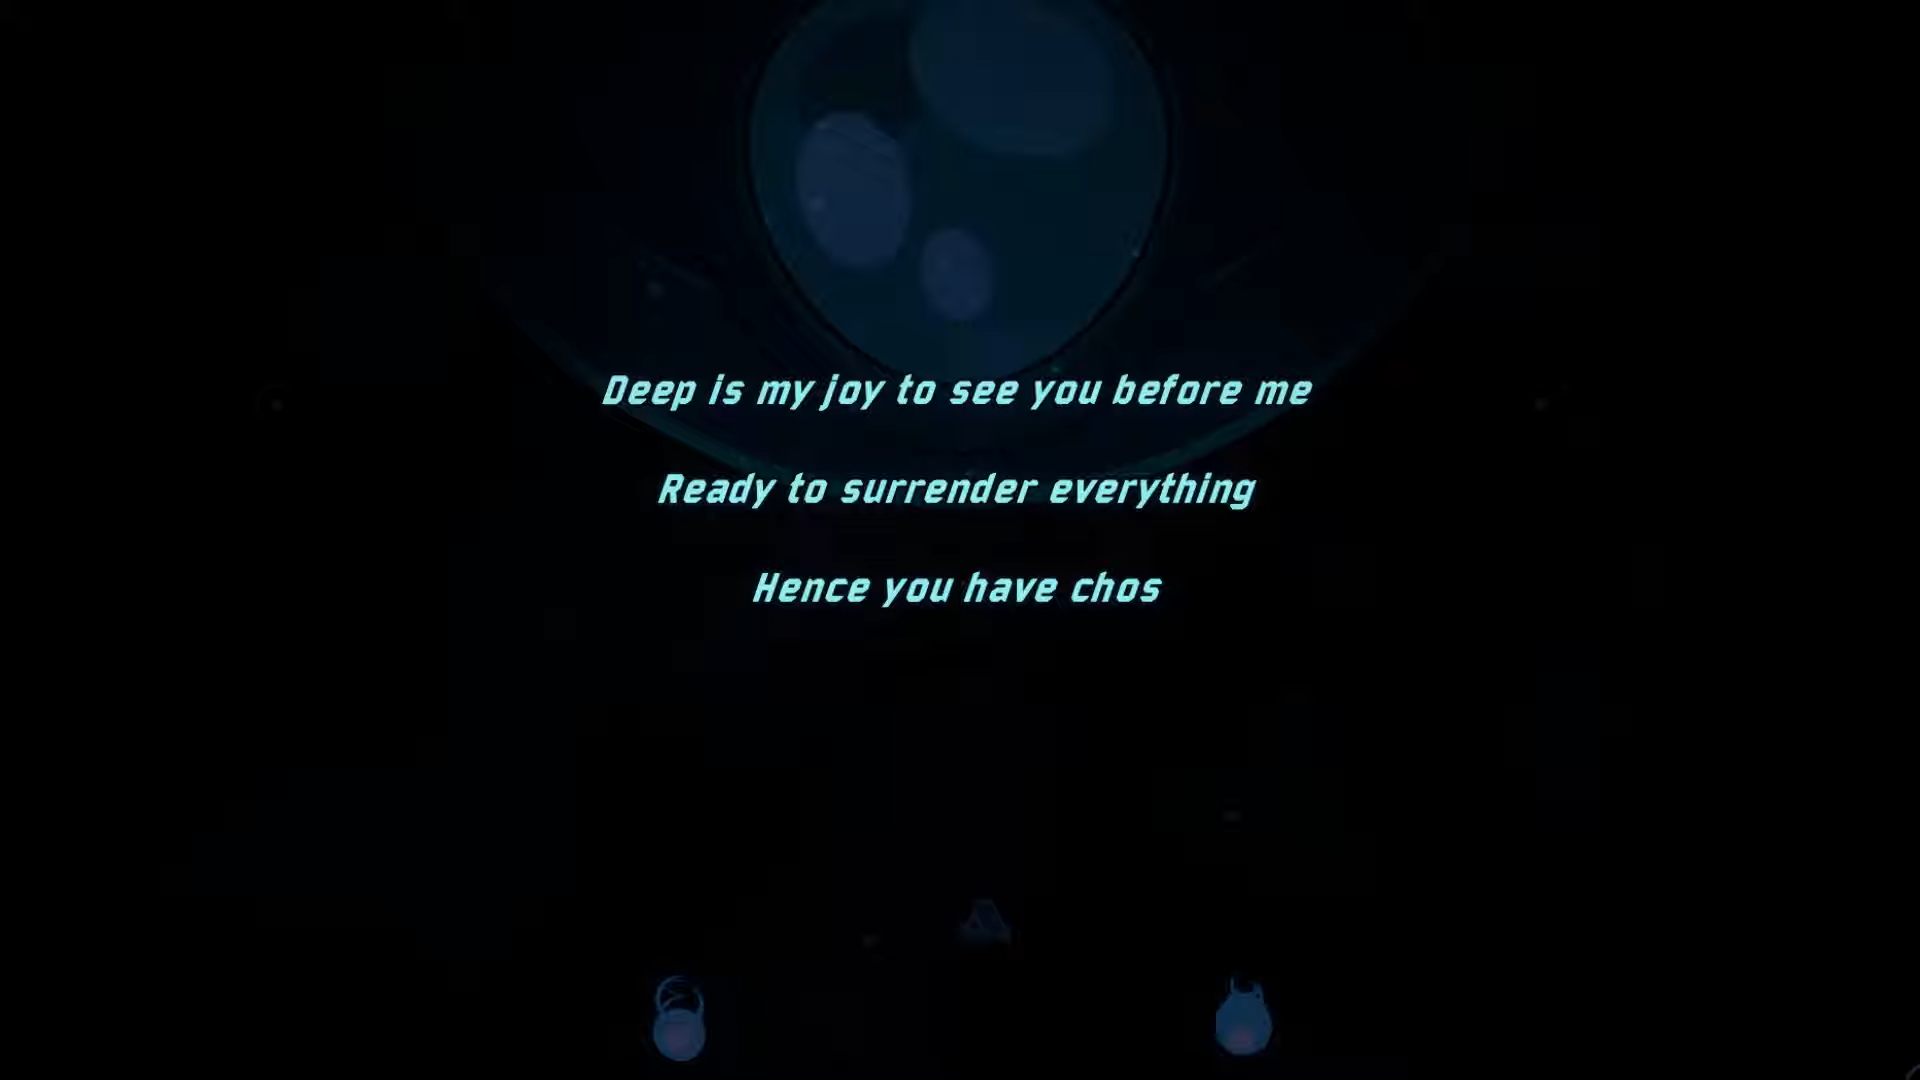 Deep is my joy to see you before me
Ready to surrender everything
Hence you have chos